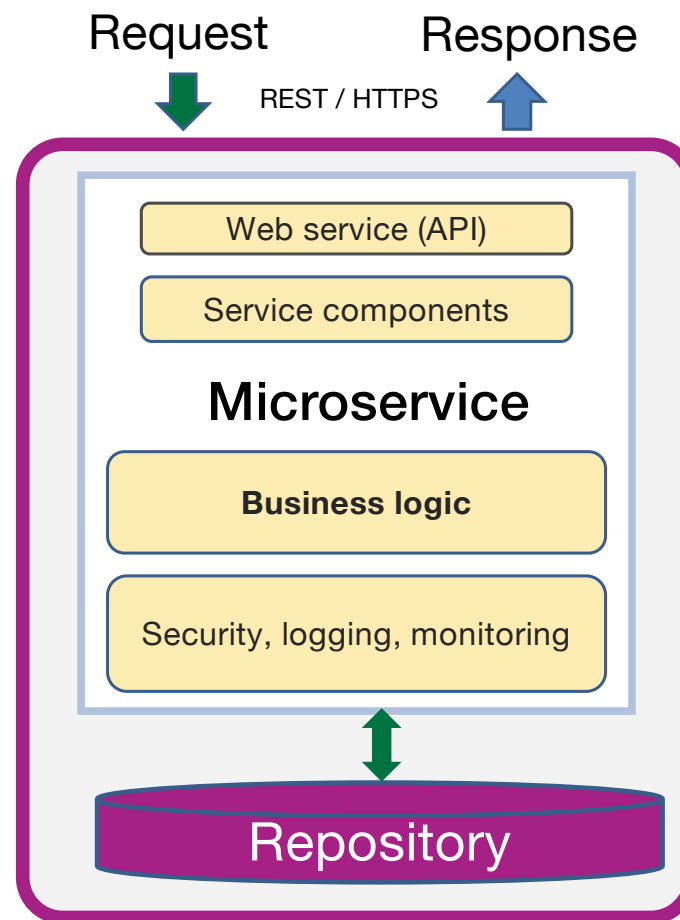 Request
Response
REST / HTTPS
Web service (API)
Service components
Microservice
Business logic
Security, logging, monitoring
Repository